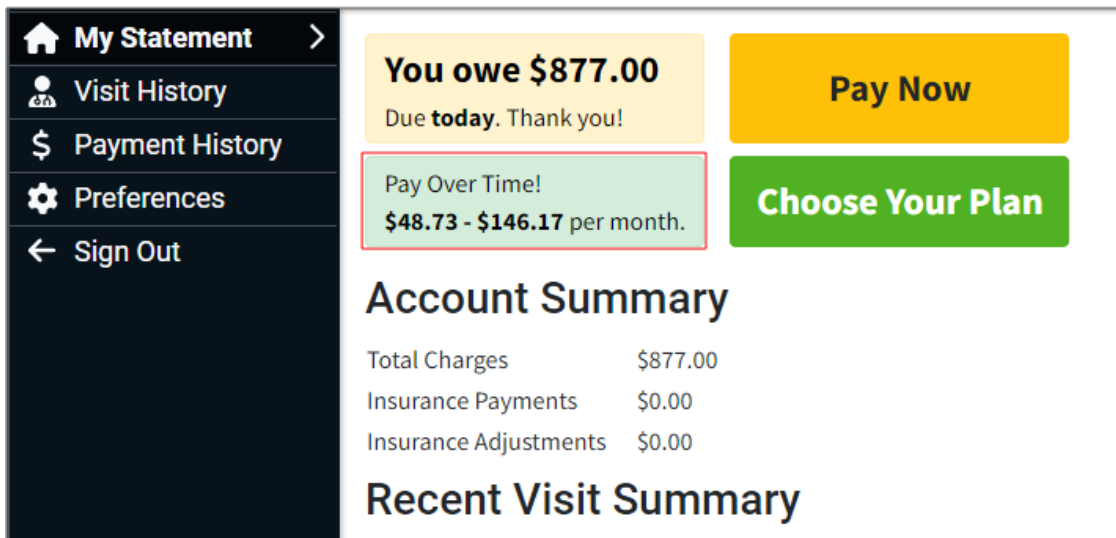 My Statement
Visit History
Payment History
Preferences
Sign Out
You owe $877.00
Due today. Thank you!
Pay Now
Pay Over Time!
$48.73 - $146.17 per month.
Choose Your Plan
Account Summary
Total Charges $877.00
Insurance Payments $0.00
Insurance Adjustments $0.00
Recent Visit Summary